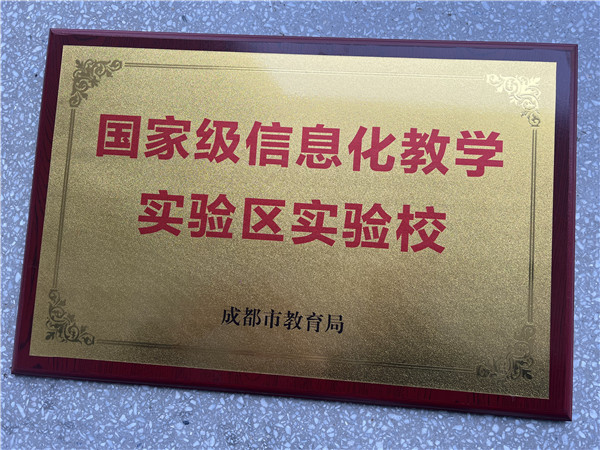 国家级信息化教学
实验区实验校
成都市教育局